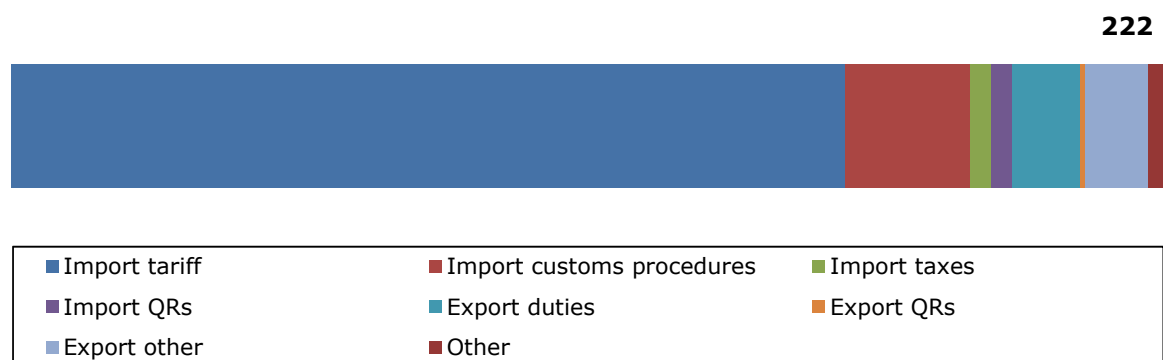 222
Import tariff Import customs procedures Import taxes
Import QRs Export duties Export QRs
Export other Other